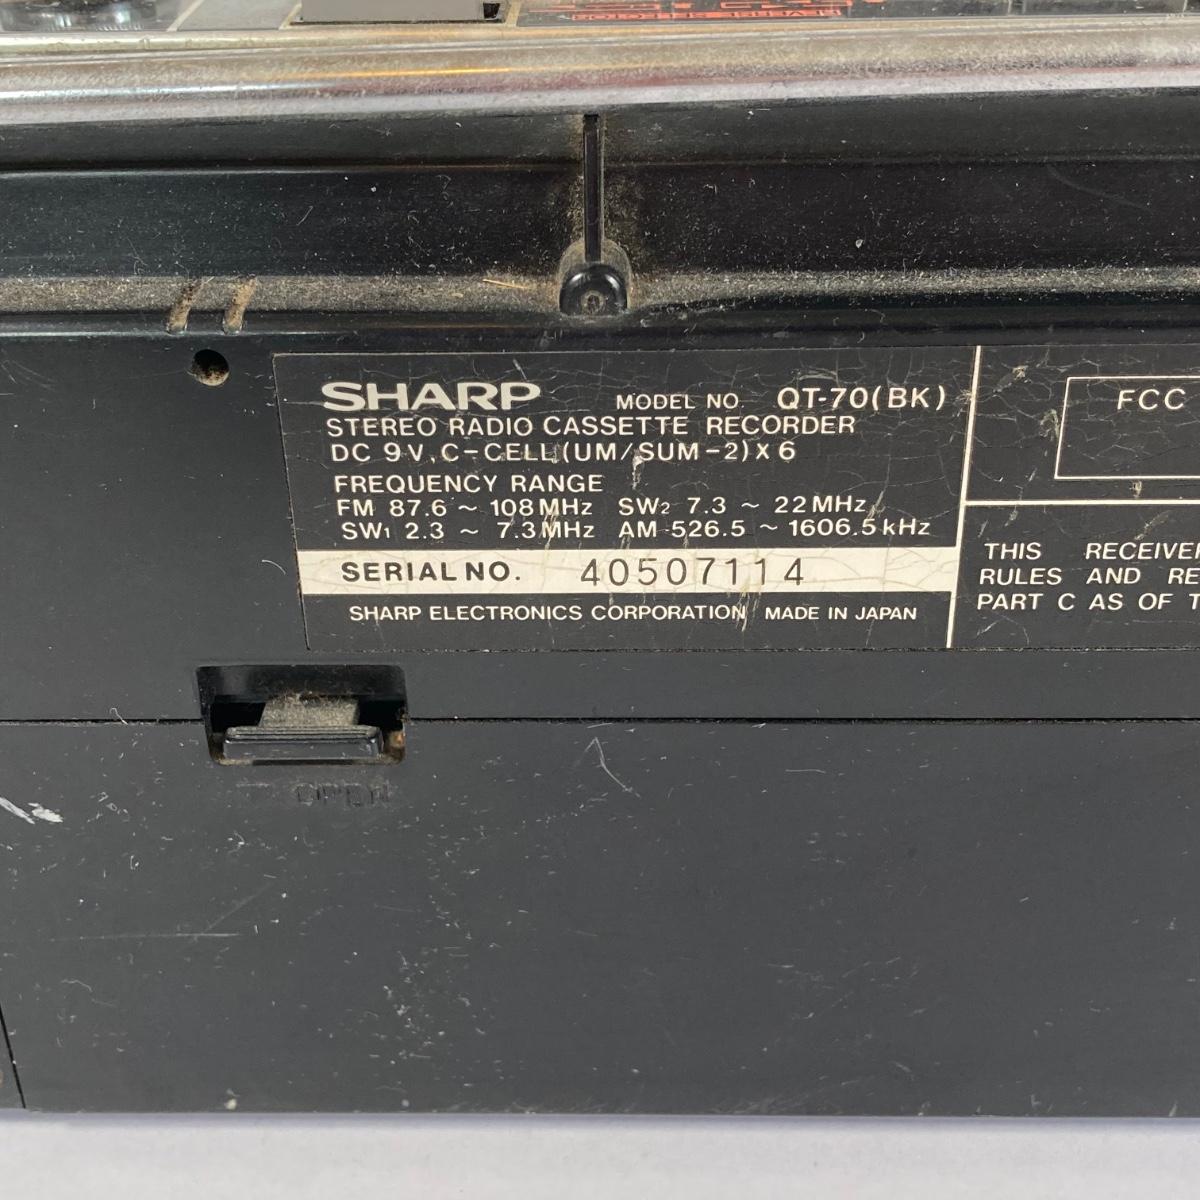 SHARP MODEL NO. QT-70(BK)
STEREO RADIO CASSETTE RECORDER
DC 9V, C-CELL(UM/SUM-2)X6
FREQUENCY RANGE
FM 87.6 ~ 108MHz SW2 7.3 ~ 22MHz
SW1 2.3 ~ 7.3MHz AM 526.5 ~ 1606.5kHz
SERIAL NO. 40507114
SHARP ELECTRONICS CORPORATION MADE IN JAPAN
FCC
THIS RECEIVER
RULES AND RE
PART C AS OF T
OPEN